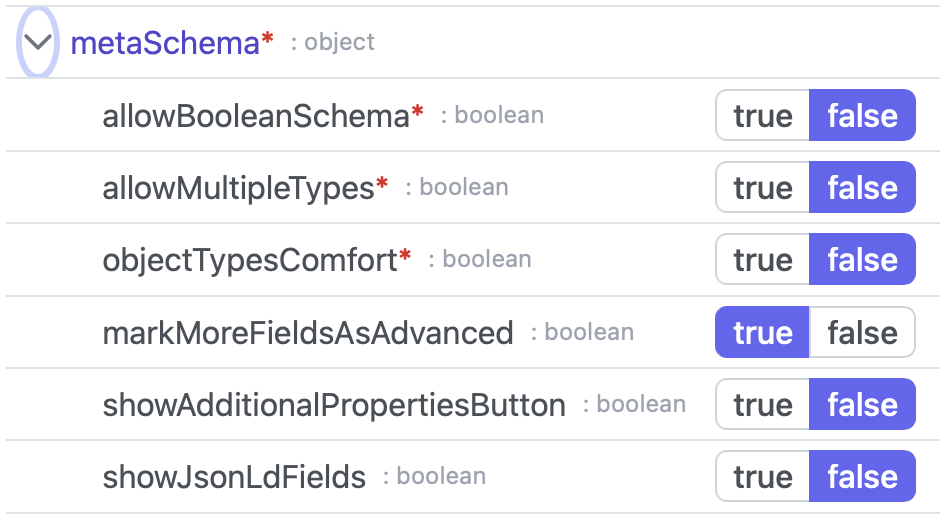 metaSchema* : object
allowBooleanSchema* : boolean true false
allowMultipleTypes* : boolean true false
objectTypesComfort* : boolean true false
markMoreFieldsAsAdvanced : boolean true false
showAdditionalPropertiesButton : boolean true false
showJsonLdFields : boolean true false